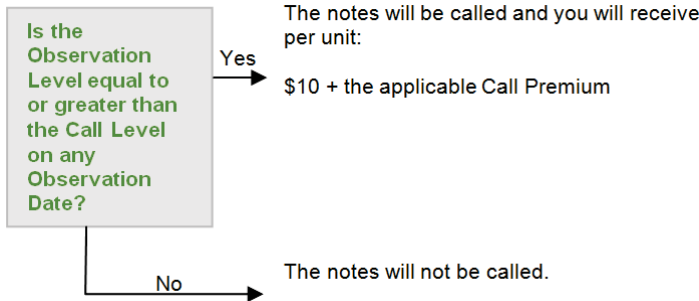 Is the
Observation
Level equal to
or greater than
the Call Level
on any
Observation
Date?
Yes
The notes will be called and you will receive
per unit:
$10 + the applicable Call Premium
No
The notes will not be called.